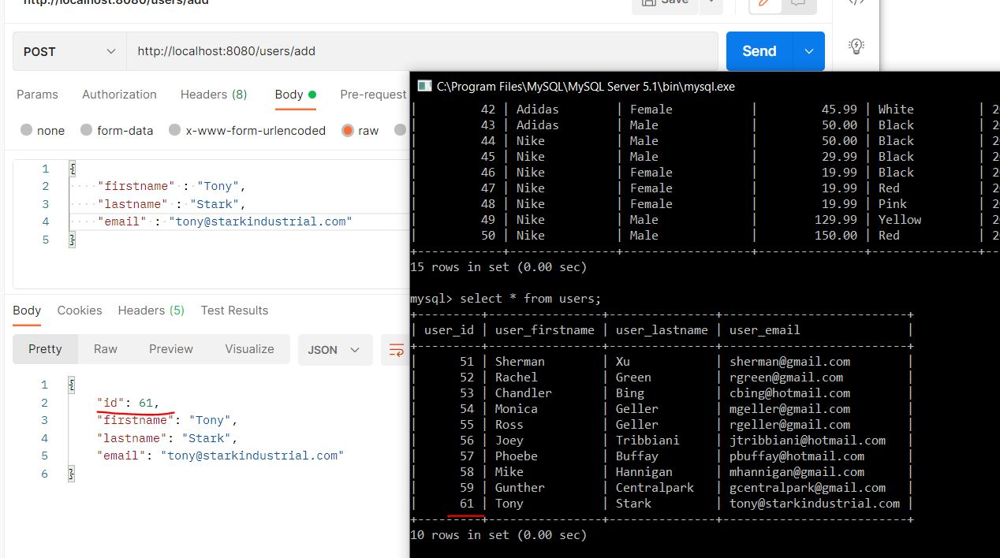 http://localhost:8080/users/add
Save
POST
http://localhost:8080/users/add
Send
Params Authorization Headers (8) Body Pre-request
none form-data x-www-form-urlencoded raw
1 {
2 "firstname" : "Tony",
3 "lastname" : "Stark",
4 "email" : "tony@starkindustrial.com"
5 }
Body Cookies Headers (5) Test Results
Pretty Raw Preview Visualize JSON
1 {
2 "id": 61,
3 "firstname": "Tony",
4 "lastname": "Stark",
5 "email": "tony@starkindustrial.com"
6 }
C:\Program Files\MySQL\MySQL Server 5.1\bin\mysql.exe
| 42 | Adidas | Female | 45.99 | White | 2
| 43 | Adidas | Male | 50.00 | Black | 2
| 44 | Nike | Male | 50.00 | Black | 2
| 45 | Nike | Male | 29.99 | Black | 2
| 46 | Nike | Female | 19.99 | Black | 2
| 47 | Nike | Female | 19.99 | Red | 2
| 48 | Nike | Female | 19.99 | Pink | 2
| 49 | Nike | Male | 129.99 | Yellow | 2
| 50 | Nike | Male | 150.00 | Red | 2
15 rows in set (0.00 sec)
mysql> select * from users;
| user_id | user_firstname | user_lastname | user_email |
| 51 | Sherman | Xu | sherman@gmail.com |
| 52 | Rachel | Green | rgreen@gmail.com |
| 53 | Chandler | Bing | cbing@hotmail.com |
| 54 | Monica | Geller | mgeller@gmail.com |
| 55 | Ross | Geller | rgeller@gmail.com |
| 56 | Joey | Tribbiani | jtribbiani@hotmail.com |
| 57 | Phoebe | Buffay | pbuffay@hotmail.com |
| 58 | Mike | Hannigan | mhannigan@gmail.com |
| 59 | Gunther | Centralpark | gcentralpark@gmail.com |
| 61 | Tony | Stark | tony@starkindustrial.com |
10 rows in set (0.00 sec)